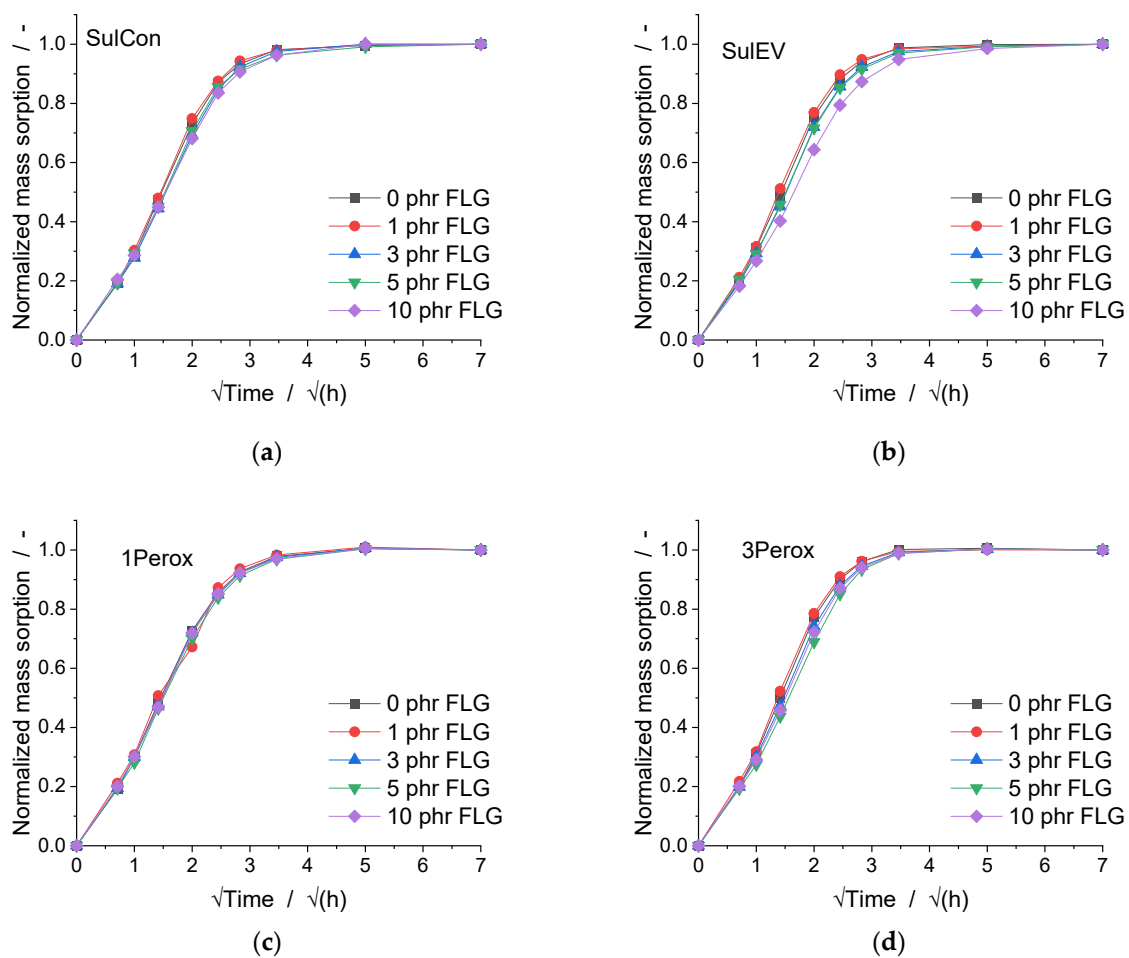 SulCon
Normalized mass sorption / -
1.0
0.8
0.6
0.4
0.2
0.0
0 phr FLG
1 phr FLG
3 phr FLG
5 phr FLG
10 phr FLG
0 1 2 3 4 5 6 7
√Time / √(h)
(a)
SulEV
Normalized mass sorption / -
1.0
0.8
0.6
0.4
0.2
0.0
0 phr FLG
1 phr FLG
3 phr FLG
5 phr FLG
10 phr FLG
0 1 2 3 4 5 6 7
√Time / √(h)
(b)
1Perox
Normalized mass sorption / -
1.0
0.8
0.6
0.4
0.2
0.0
0 phr FLG
1 phr FLG
3 phr FLG
5 phr FLG
10 phr FLG
0 1 2 3 4 5 6 7
√Time / √(h)
(c)
3Perox
Normalized mass sorption / -
1.0
0.8
0.6
0.4
0.2
0.0
0 phr FLG
1 phr FLG
3 phr FLG
5 phr FLG
10 phr FLG
0 1 2 3 4 5 6 7
√Time / √(h)
(d)